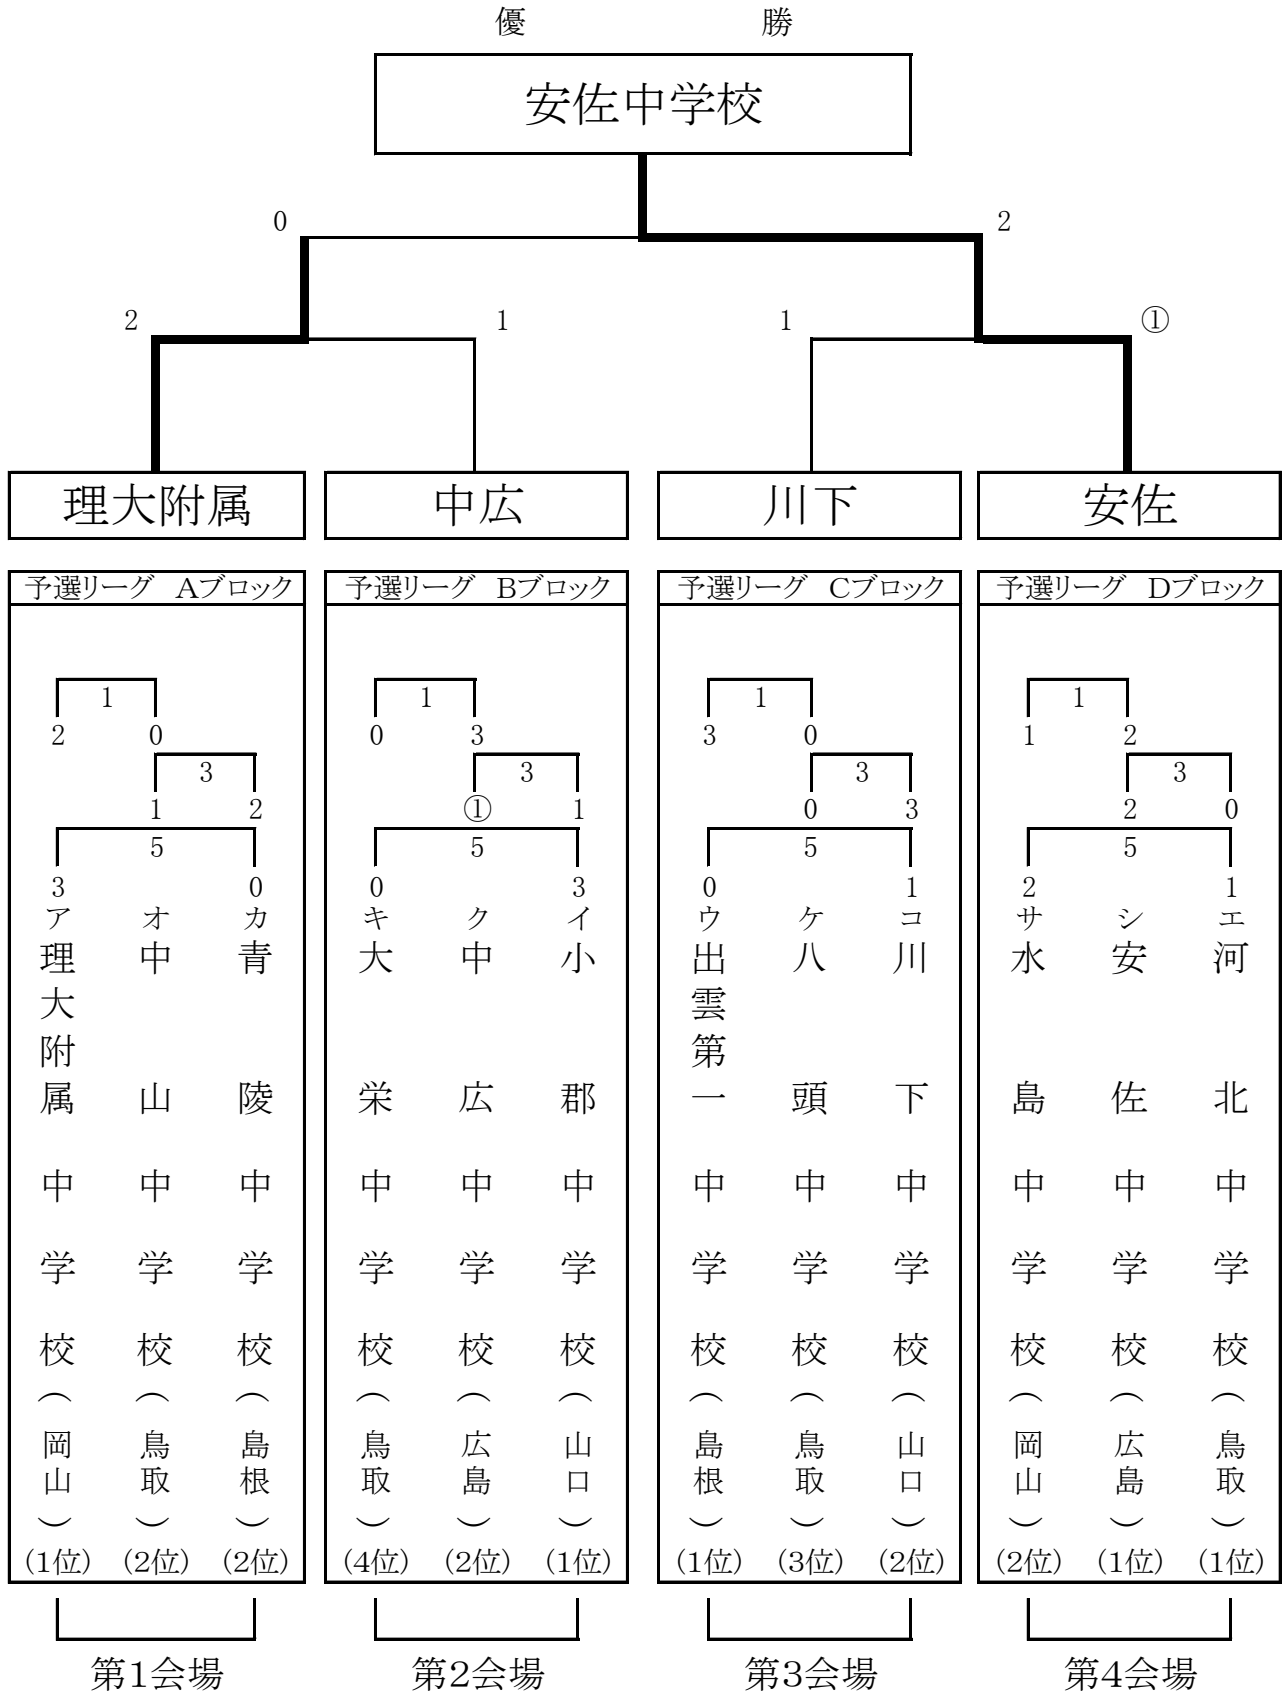 優 勝
安佐中学校
0 2
2 1 1 ①
理大附属 中広 川下 安佐
予選リーグ Aブロック 予選リーグ Bブロック 予選リーグ Cブロック 予選リーグ Dブロック
1 1 1 1
2 0 0 3 3 0 1 2
3 3 3 3
1 2 ① 1 0 3 2 0
5 5 5 5
3 0 0 3 0 1 2 1
ア 理大附属中学校(岡山)(1位)
オ 中山中学校(鳥取)(2位)
カ 青陵中学校(島根)(2位)
キ 大栄中学校(鳥取)(4位)
ク 中広中学校(広島)(2位)
イ 小郡中学校(山口)(1位)
ウ 出雲第一中学校(島根)(1位)
ケ 八頭中学校(鳥取)(3位)
コ 川下中学校(山口)(2位)
サ 水島中学校(岡山)(2位)
シ 安佐中学校(広島)(1位)
エ 河北中学校(鳥取)(1位)
第1会場 第2会場 第3会場 第4会場